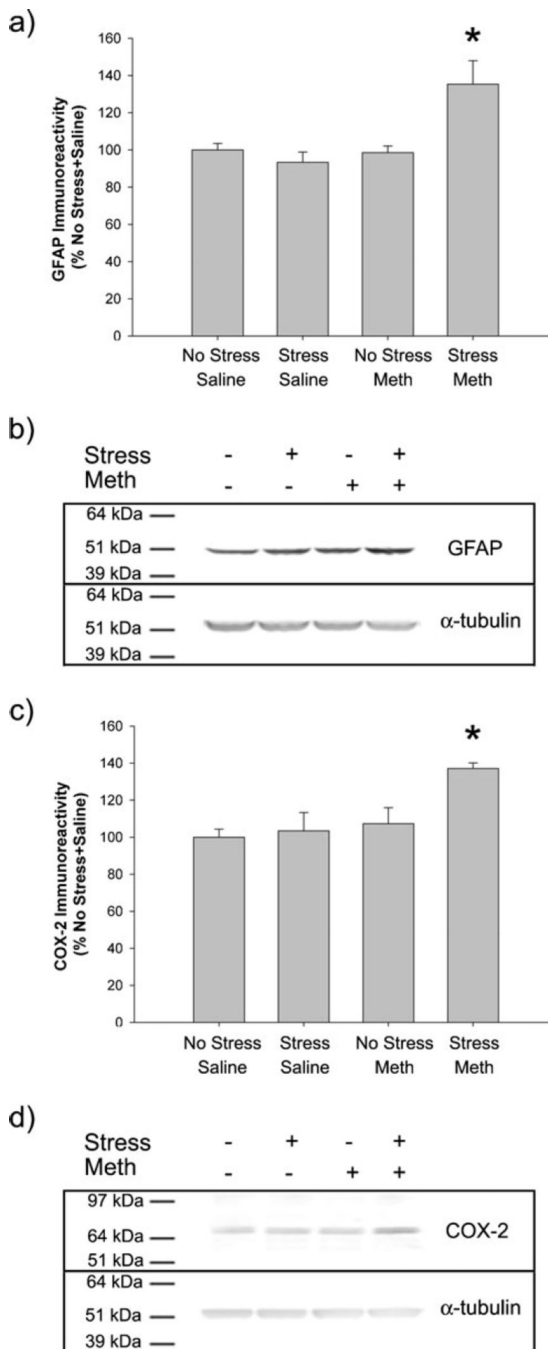 a)
GFAP Immunoreactivity
(% No Stress+Saline)
160
140
120
100
80
60
40
20
0
*
No Stress Saline
Stress Saline
No Stress Meth
Stress Meth
b)
Stress - + - +
Meth - - + +
64 kDa
51 kDa
39 kDa
GFAP
64 kDa
51 kDa
39 kDa
α-tubulin
c)
COX-2 Immunoreactivity
(% No Stress+Saline)
160
140
120
100
80
60
40
20
0
*
No Stress Saline
Stress Saline
No Stress Meth
Stress Meth
d)
Stress - + - +
Meth - - + +
97 kDa
64 kDa
51 kDa
COX-2
64 kDa
51 kDa
39 kDa
α-tubulin